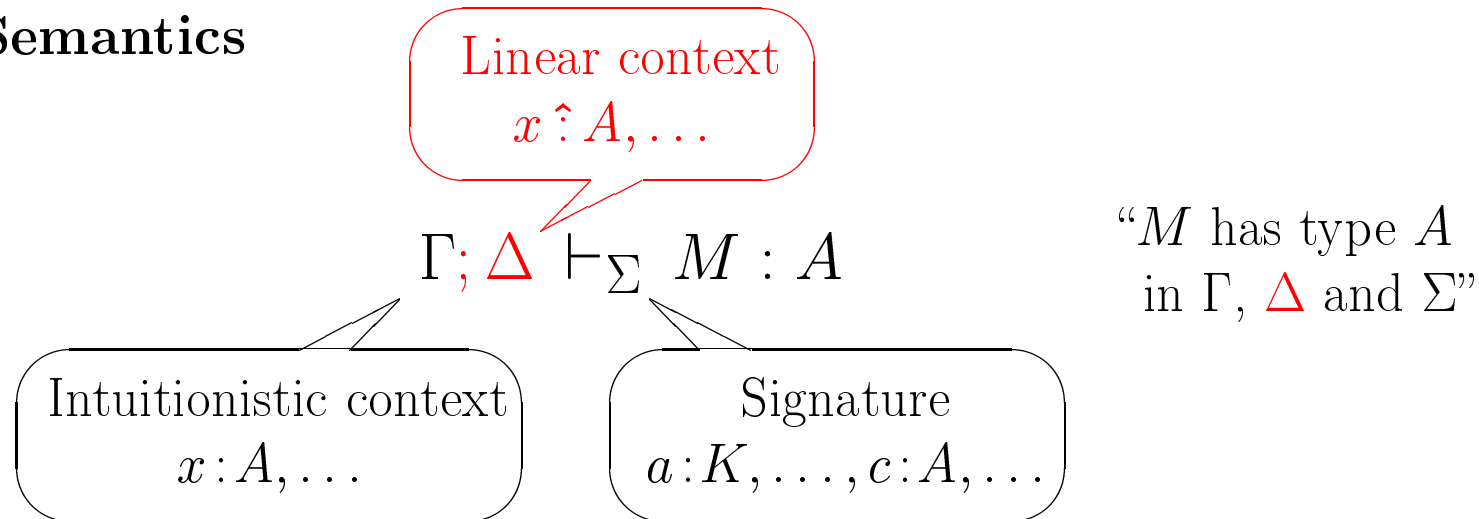 Semantics
Linear context
x :̂ A, . . .
Γ; Δ ⊢Σ M : A
“M has type A
in Γ, Δ and Σ”
Intuitionistic context
x : A, . . .
Signature
a : K, . . . , c : A, . . .